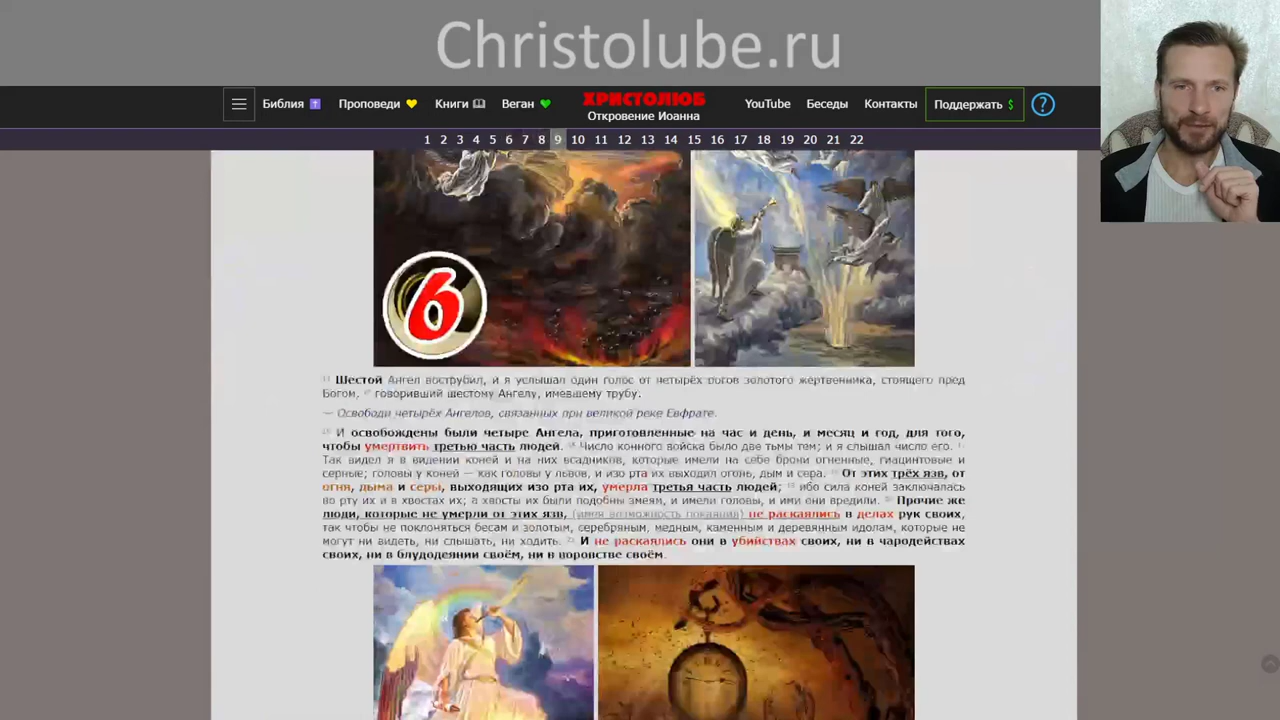 Christolube.ru
Библия Проповеди Книги Веган ХРИСТОЛЮБ YouTube Беседы Контакты Поддержать $ ?
Откровение Иоанна
1 2 3 4 5 6 7 8 9 10 11 12 13 14 15 16 17 18 19 20 21 22
6
Шестой Ангел вострубил, и я услышал один голос от четырёх рогов золотого жертвенника, стоящего пред
Богом, говоривший шестому Ангелу, имевшему трубу.
— Освободи четырёх Ангелов, связанных при великой реке Евфрате.
И освобождены были четыре Ангела, приготовленные на час и день, и месяц и год, для того,
чтобы умертвить третью часть людей. Число конного войска было две тьмы тем; и я слышал число его.
Так видел я в видении коней и на них всадников, которые имели на себе брони огненные, гиацинтовые и
серные; головы у коней — как головы у львов, и изо рта их выходил огонь, дым и сера. От этих трёх язв, от
огня, дыма и серы, выходящих изо рта их, умерла третья часть людей; ибо сила коней заключалась
во рту их и в хвостах их; а хвосты их были подобны змеям, и имели головы, и ими они вредили. Прочие же
люди, которые не умерли от этих язв, (имея возможность покаяния) не раскаялись в делах рук своих,
так чтобы не поклоняться бесам и золотым, серебряным, медным, каменным и деревянным идолам, которые не
могут ни видеть, ни слышать, ни ходить. И не раскаялись они в убийствах своих, ни в чародействах
своих, ни в блудодеянии своём, ни в воровстве своём.